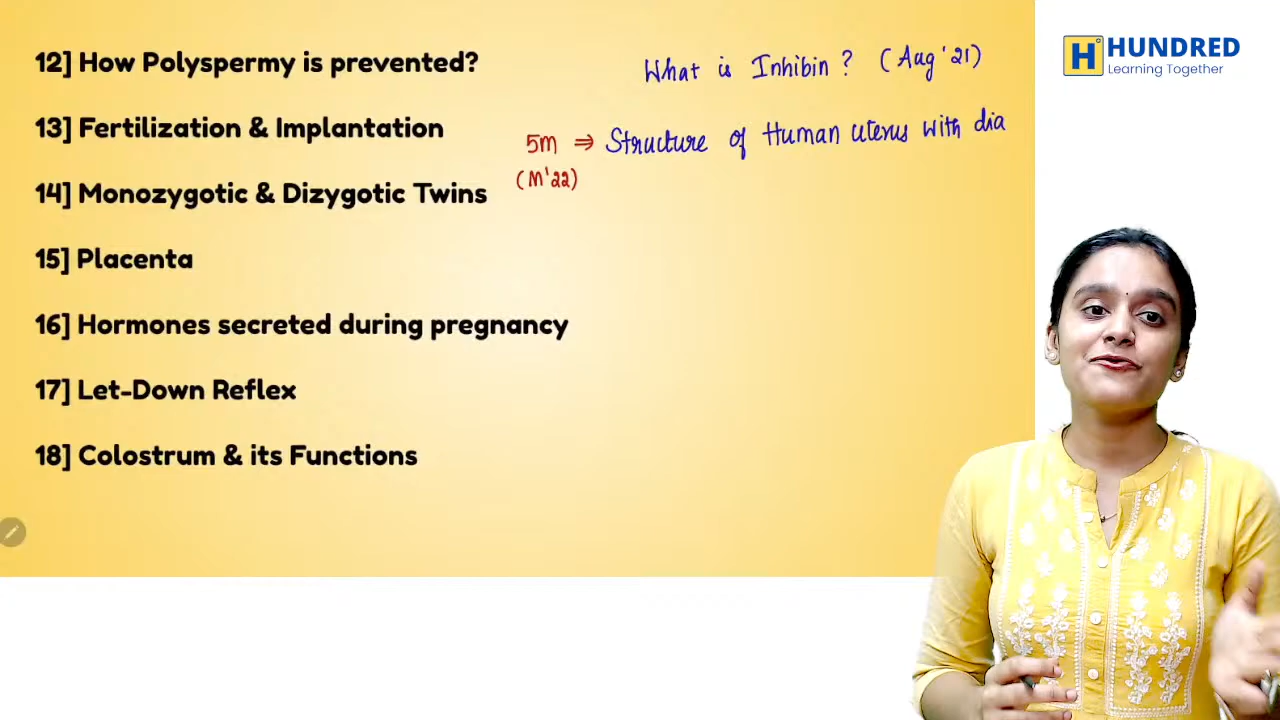 12] How Polyspermy is prevented?
What is Inhibin? (Aug '21)
13] Fertilization & Implantation
5m ⇒ Structure of Human uterus with dia
(M'22)
14] Monozygotic & Dizygotic Twins
15] Placenta
16] Hormones secreted during pregnancy
17] Let-Down Reflex
18] Colostrum & its Functions
H
HUNDRED
Learning Together